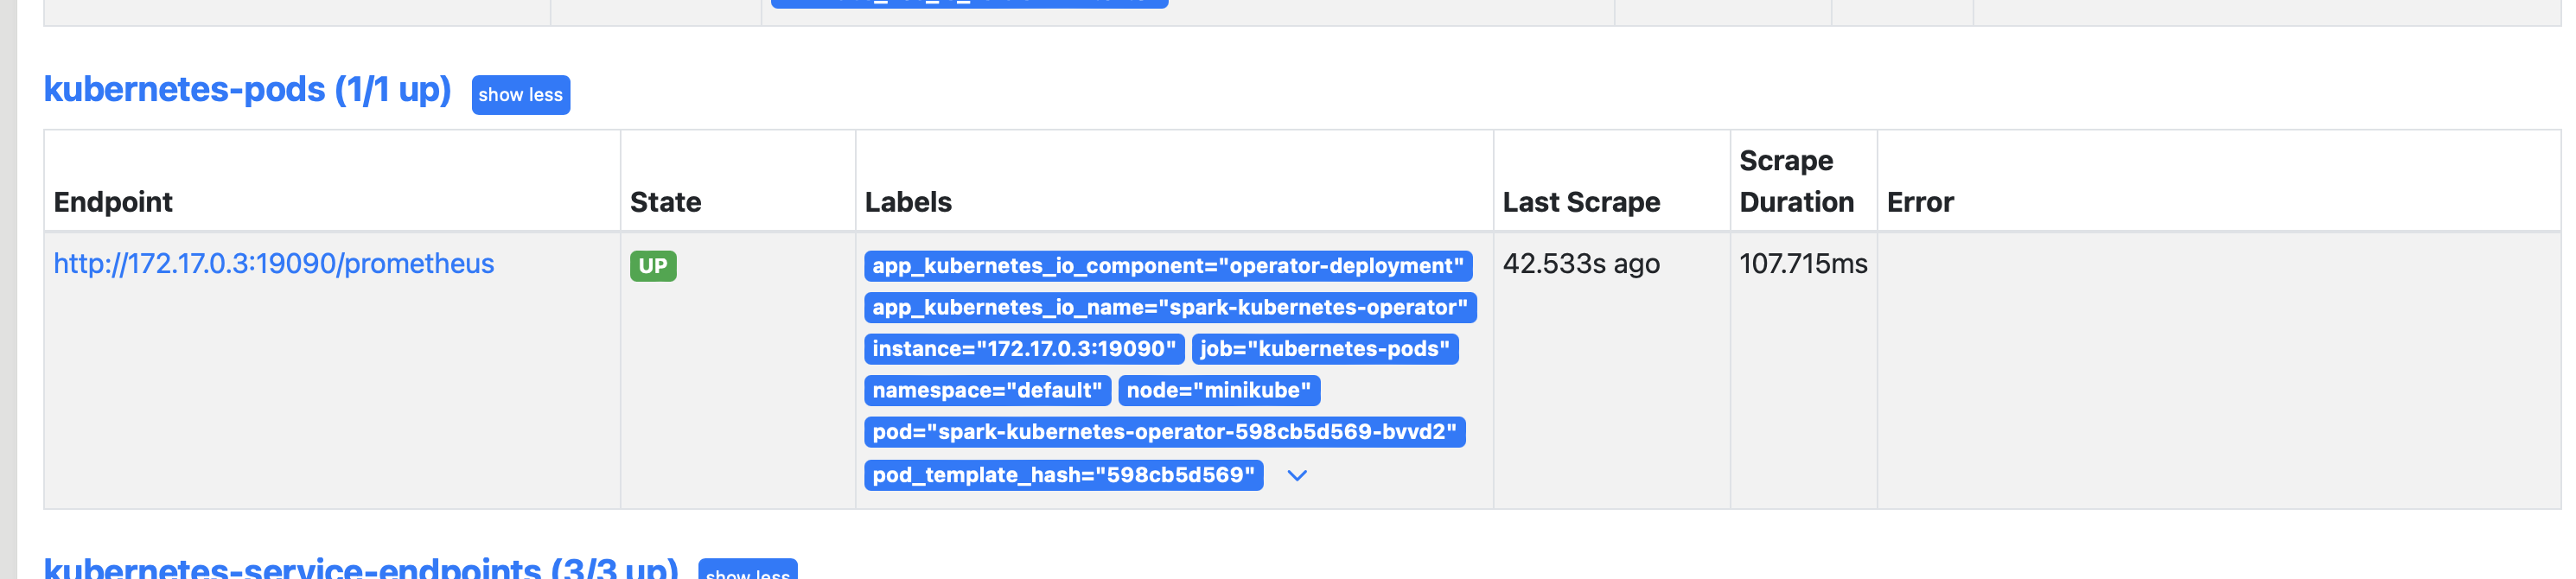 kubernetes-pods (1/1 up) show less
Endpoint State Labels Last Scrape Scrape Duration Error
http://172.17.0.3:19090/prometheus UP app_kubernetes_io_component="operator-deployment" 42.533s ago 107.715ms
app_kubernetes_io_name="spark-kubernetes-operator"
instance="172.17.0.3:19090" job="kubernetes-pods"
namespace="default" node="minikube"
pod="spark-kubernetes-operator-598cb5d569-bvvd2"
pod_template_hash="598cb5d569"
kubernetes-service-endpoints (3/3 up) show less